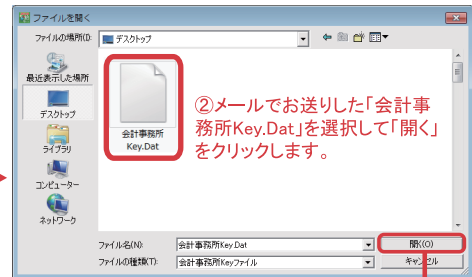 ファイルを開く
ファイルの場所(I):
デスクトップ
最近表示した場所
デスクトップ
ライブラリ
コンピューター
ネットワーク
会計事務所
Key.Dat
②メールでお送りした「会計事
務所Key.Dat」を選択して「開く」
をクリックします。
ファイル名(N):
会計事務所Key.Dat
開く(O)
ファイルの種類(T):
会計事務所Keyファイル
キャンセル